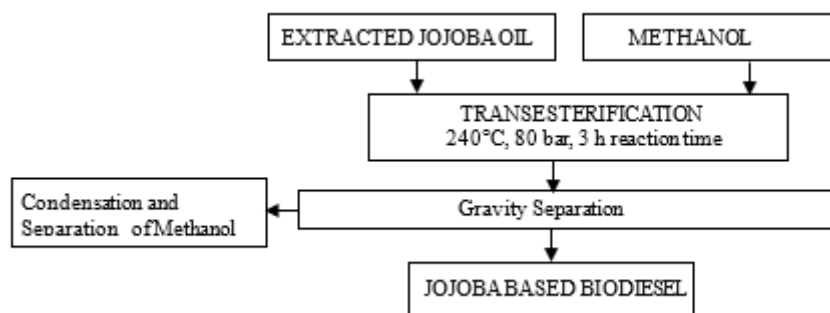 EXTRACTED JOJOBA OIL
METHANOL
TRANSESTERIFICATION
240°C, 80 bar, 3 h reaction time
Condensation and
Separation of Methanol
Gravity Separation
JOJOBA BASED BIODIESEL